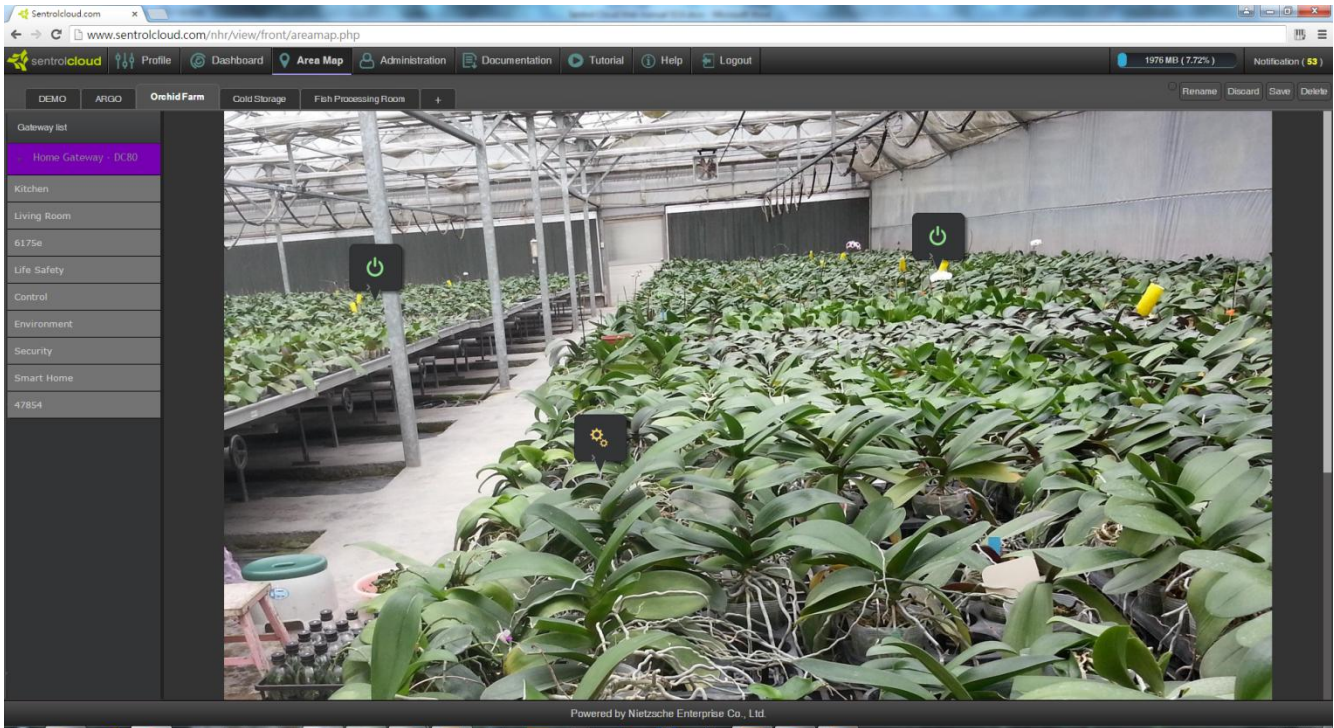 Sentrolcloud.com
www.sentrolcloud.com/nhr/view/front/areamap.php
sentrolcloud Profile Dashboard Area Map Administration Documentation Tutorial Help Logout 1976 MB ( 7.72% ) Notification ( 53 )
DEMO ARGO Orchid Farm Cold Storage Fish Processing Room + Rename Discard Save Delete
Gateway list
Home Gateway - DC80
Kitchen
Living Room
6175e
Life Safety
Control
Environment
Security
Smart Home
47854
Powered by Nietzsche Enterprise Co., Ltd.